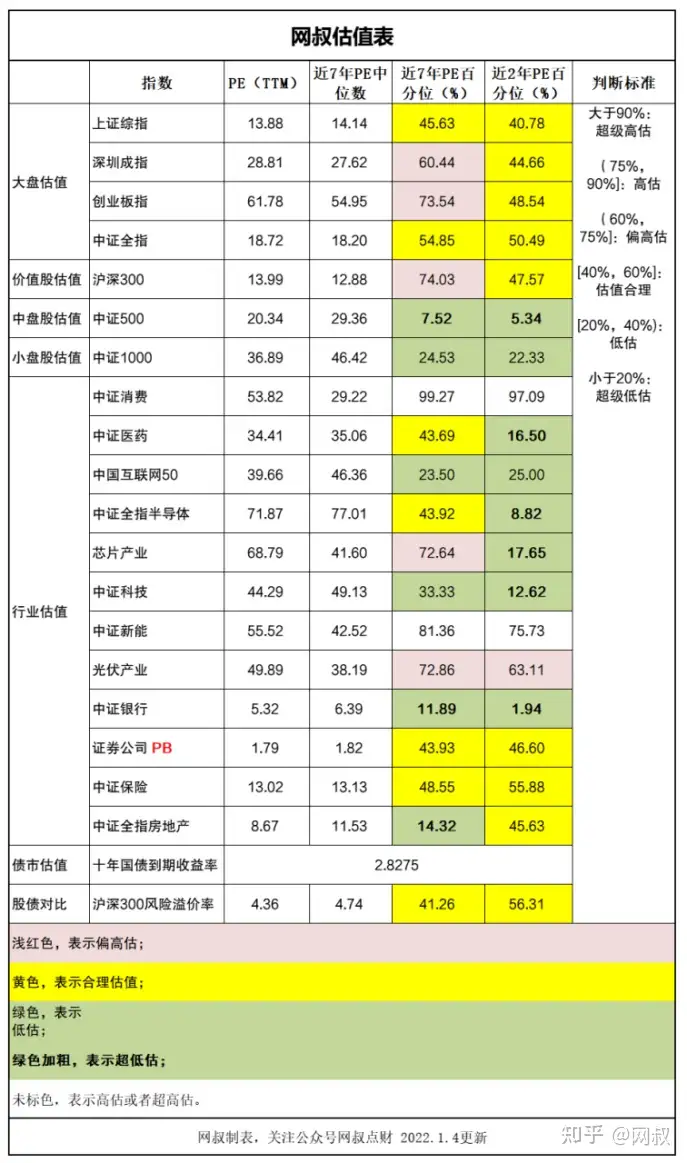 网叔估值表
指数 PE（TTM） 近7年PE中位数 近7年PE百分位（%） 近2年PE百分位（%） 判断标准
大盘估值 上证综指 13.88 14.14 45.63 40.78
深圳成指 28.81 27.62 60.44 44.66
创业板指 61.78 54.95 73.54 48.54
中证全指 18.72 18.20 54.85 50.49
价值股估值 沪深300 13.99 12.88 74.03 47.57
中盘股估值 中证500 20.34 29.36 7.52 5.34
小盘股估值 中证1000 36.89 46.42 24.53 22.33
行业估值 中证消费 53.82 29.22 99.27 97.09
中证医药 34.41 35.06 43.69 16.50
中国互联网50 39.66 46.36 23.50 25.00
中证全指半导体 71.87 77.01 43.92 8.82
芯片产业 68.79 41.60 72.64 17.65
中证科技 44.29 49.13 33.33 12.62
中证新能 55.52 42.52 81.36 75.73
光伏产业 49.89 38.19 72.86 63.11
中证银行 5.32 6.39 11.89 1.94
证券公司 PB 1.79 1.82 43.93 46.60
中证保险 13.02 13.13 48.55 55.88
中证全指房地产 8.67 11.53 14.32 45.63
债市估值 十年国债到期收益率 2.8275
股债对比 沪深300风险溢价率 4.36 4.74 41.26 56.31
大于90%：
超级高估
（75%，
90%]：高估
（60%，
75%]：偏高估
[40%，60%]：
估值合理
[20%，40%)：
低估
小于20%：
超级低估
浅红色，表示偏高估；
黄色，表示合理估值；
绿色，表示
低估；
绿色加粗，表示超低估；
未标色，表示高估或者超高估。
网叔制表，关注公众号网叔点财 2022.1.4更新
知乎 @网叔